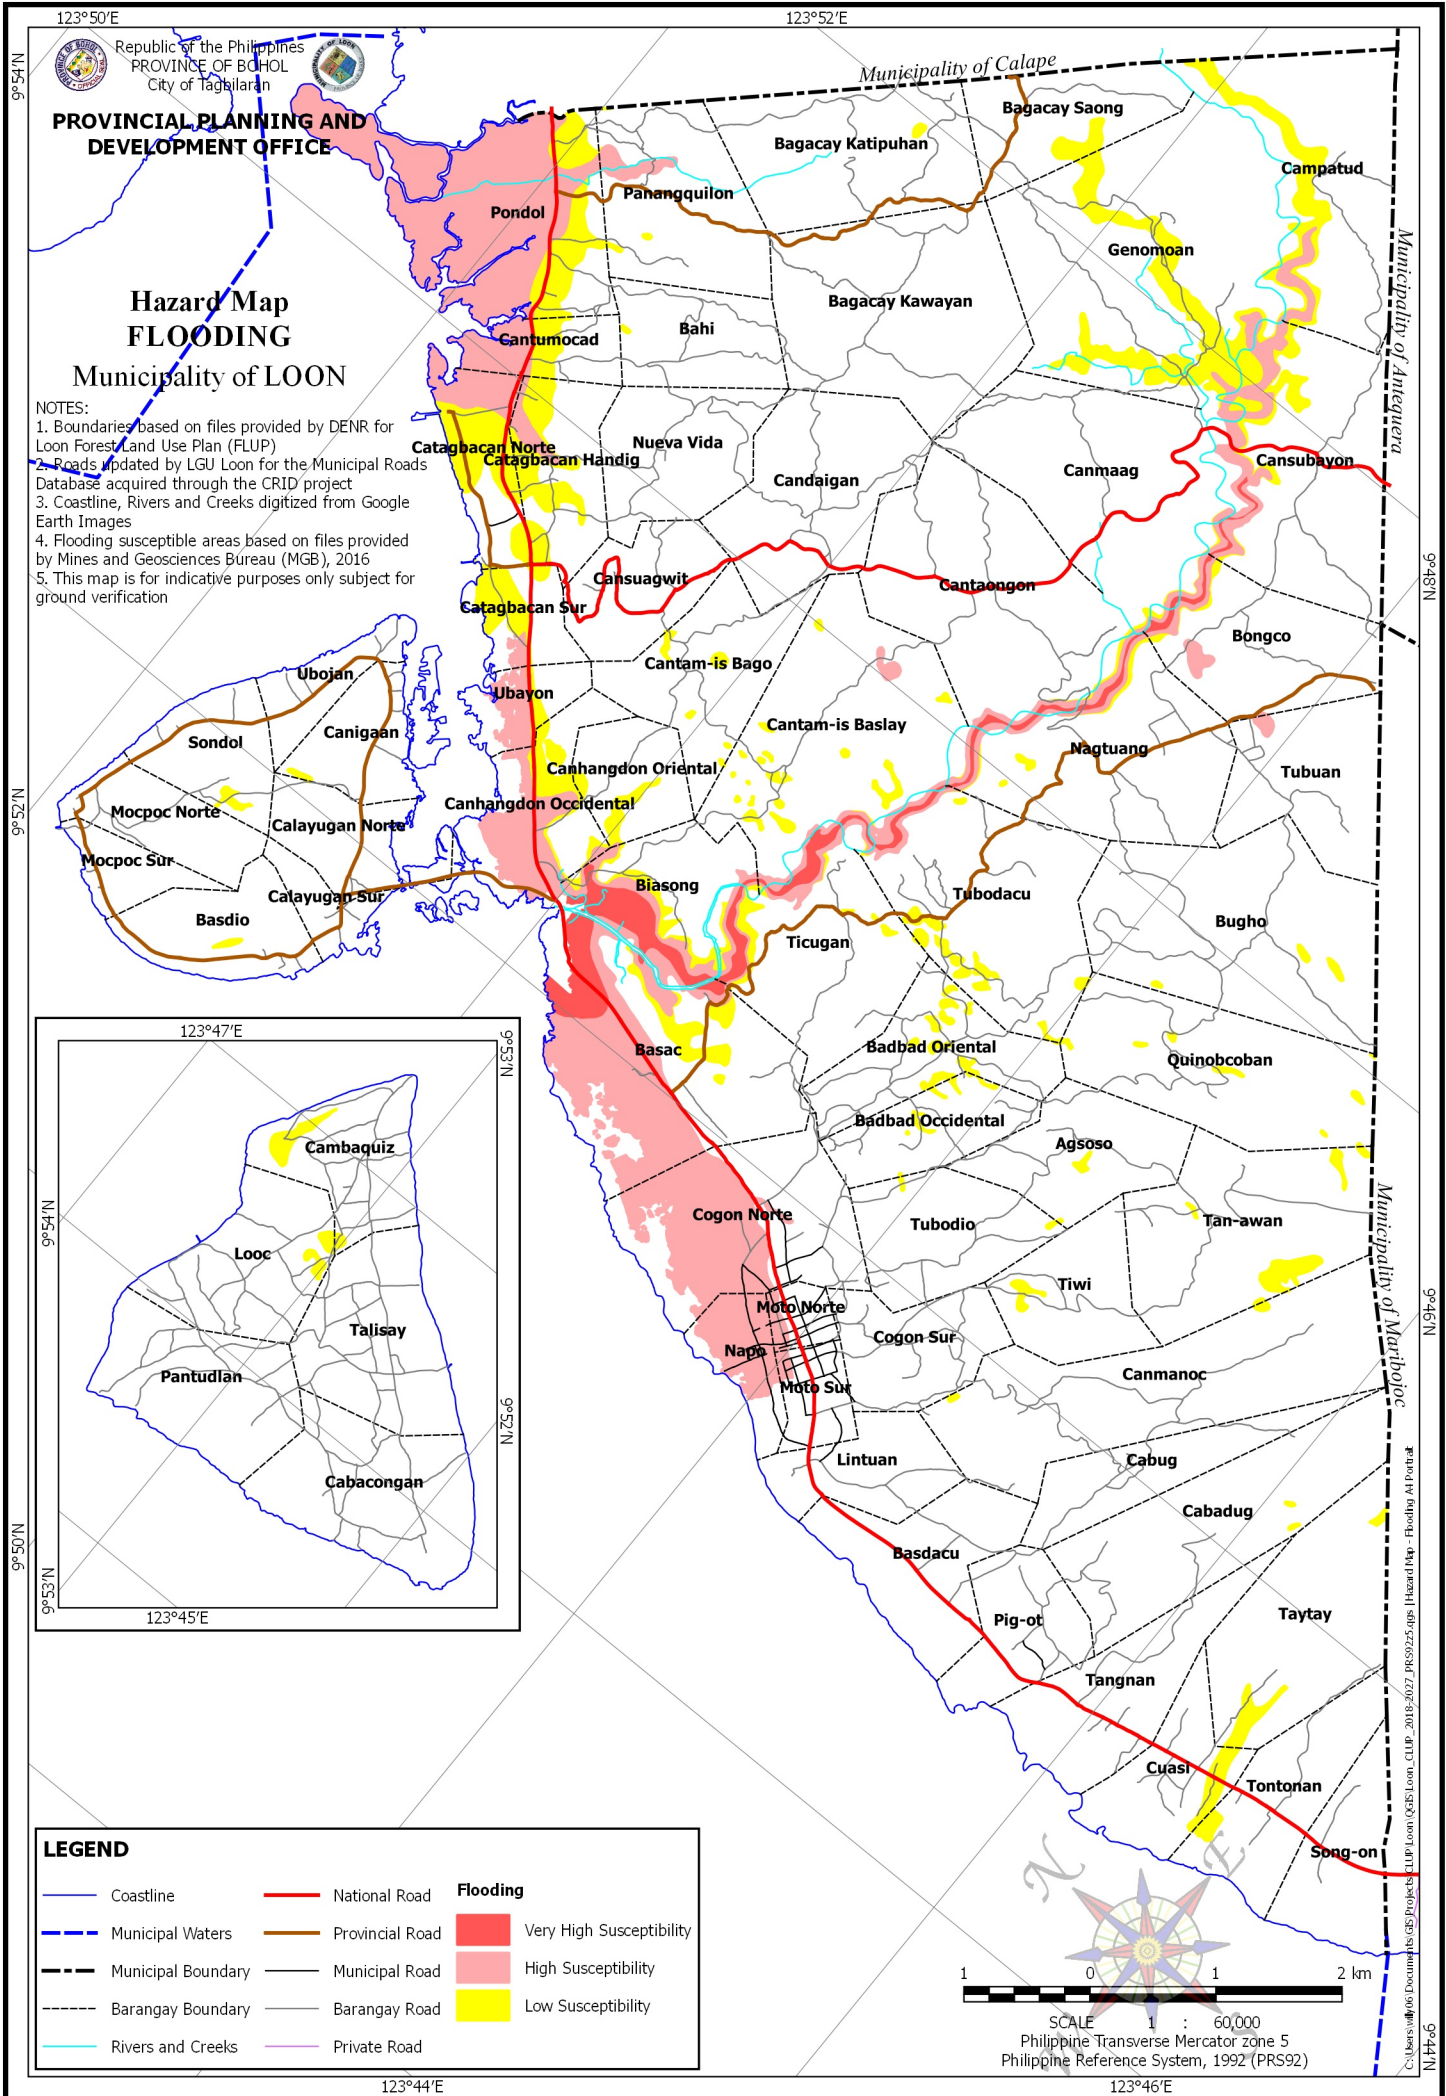 123°50'E
123°52'E
9°54'N
Republic of the Philippines
PROVINCE OF BOHOL
City of Tagbilaran
PROVINCIAL PLANNING AND
DEVELOPMENT OFFICE
Hazard Map
FLOODING
Municipality of LOON
NOTES:
1. Boundaries based on files provided by DENR for
Loon Forest Land Use Plan (FLUP)
2. Roads updated by LGU Loon for the Municipal Roads
Database acquired through the CRID project
3. Coastline, Rivers and Creeks digitized from Google
Earth Images
4. Flooding susceptible areas based on files provided
by Mines and Geosciences Bureau (MGB), 2016
5. This map is for indicative purposes only subject for
ground verification
Municipality of Calape
Bagacay Saong
Bagacay Katipuhan
Campatud
Panangquilon
Pondol
Genomoan
Municipality of Antequera
Bagacay Kawayan
Bahi
Cantumocad
Catagbacan Norte
Catagbacan Handig
Nueva Vida
Candaigan
Canmaag
Cansubayon
Cansuagwit
Cantaongon
Catagbacan Sur
9°48'N
Bongco
Cantam-is Bago
Ubojan
Ubayon
Canigaan
Sondol
Cantam-is Baslay
Nagtuang
Canhangdon Oriental
Tubuan
9°52'N
Canhangdon Occidental
Mocpoc Norte
Calayugan Norte
Mocpoc Sur
Biasong
Calayugan Sur
Tubodacu
Basdio
Ticugan
Bugho
Basac
Badbad Oriental
Quinobcoban
Badbad Occidental
Agsoso
Cogon Norte
Tubodio
Tan-awan
Municipality of Maribojoc
Tiwi
Moto Norte
9°46'N
Cogon Sur
Napo
Canmanoc
Moto Sur
Lintuan
Cabug
Cabadug
Basdacu
Pig-ot
Taytay
Tangnan
Cuasi
Tontonan
Song-on
123°47'E
9°53'N
Cambaquiz
9°54'N
Looc
Talisay
Pantudlan
9°52'N
Cabacongan
9°50'N
9°53'N
123°45'E
LEGEND
Coastline
Municipal Waters
Municipal Boundary
Barangay Boundary
Rivers and Creeks
National Road
Provincial Road
Municipal Road
Barangay Road
Private Road
Flooding
Very High Susceptibility
High Susceptibility
Low Susceptibility
N
E
S
W
1 0 1 2 km
SCALE 1 : 60,000
Philippine Transverse Mercator zone 5
Philippine Reference System, 1992 (PRS92)
9°44'N
123°44'E
123°46'E